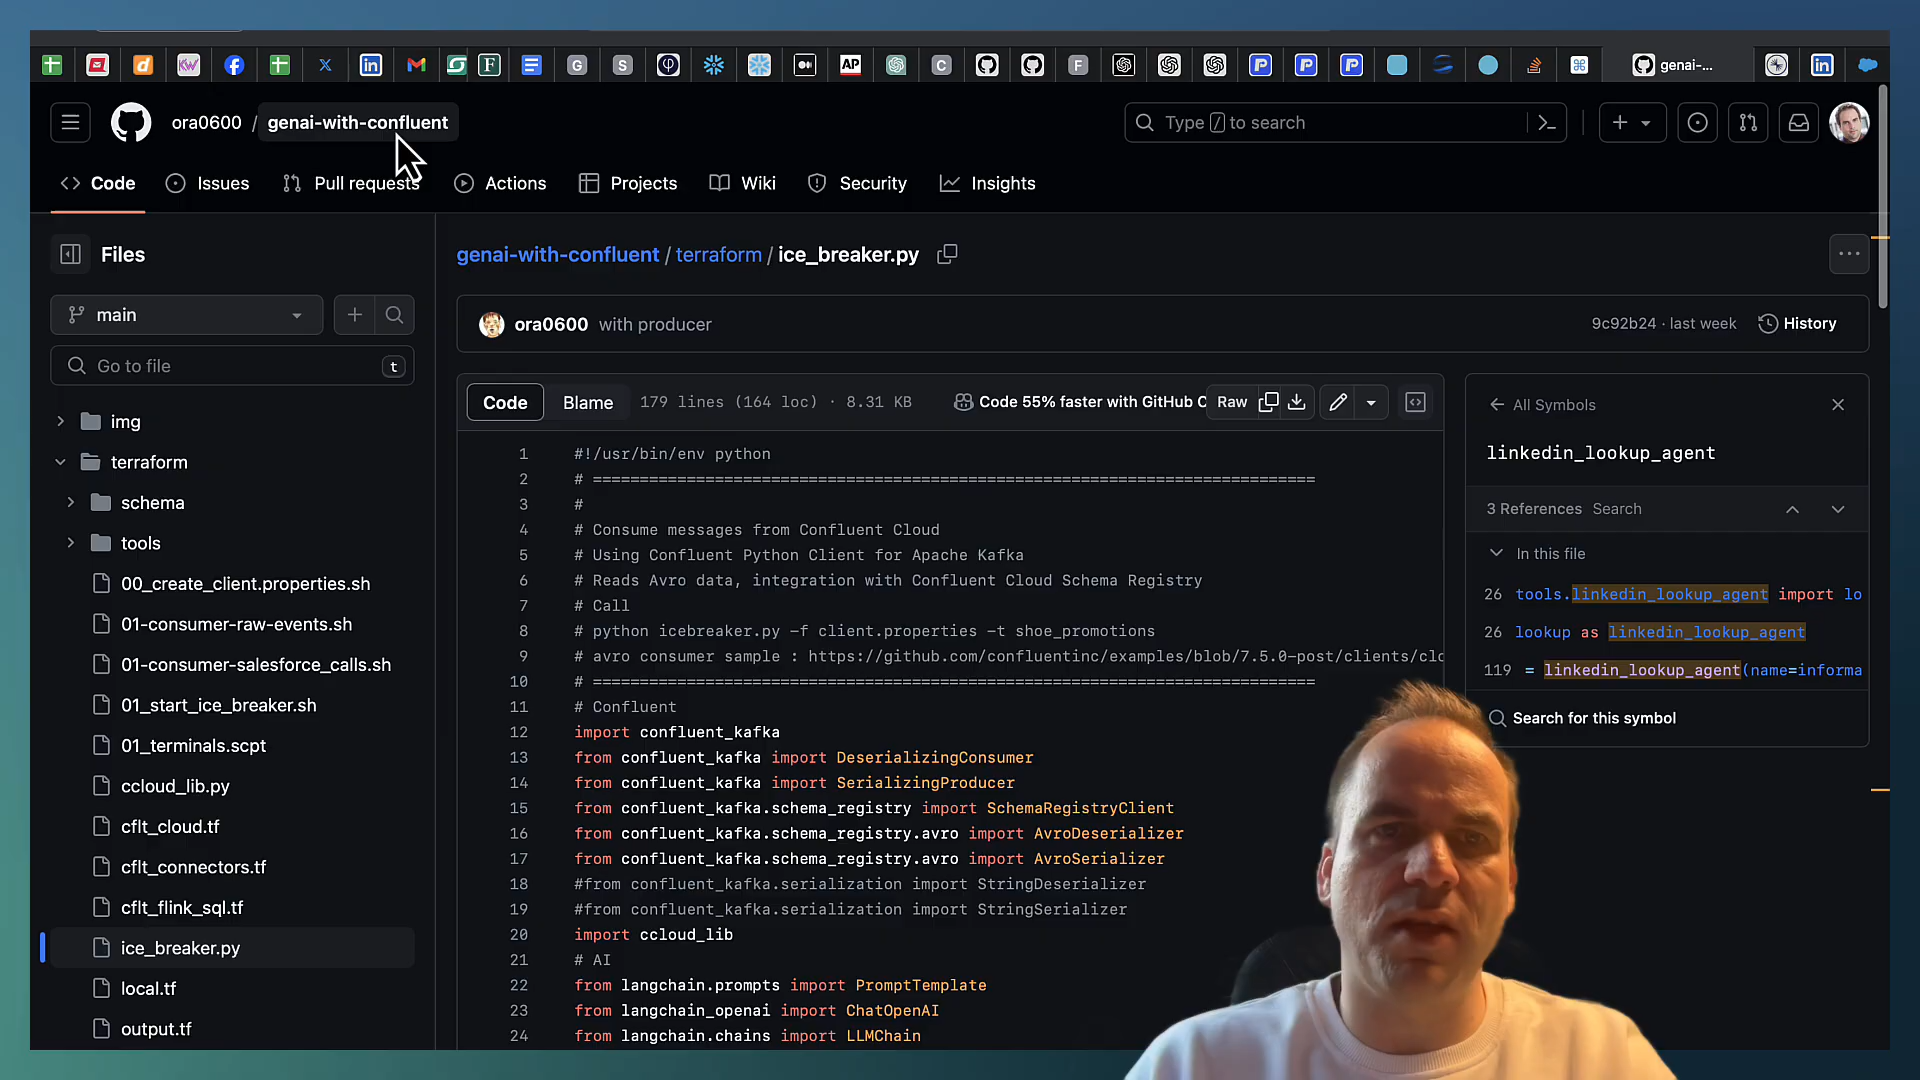 genai-...
ora0600 / genai-with-confluent
Type / to search
Code Issues Pull requests Actions Projects Wiki Security Insights
Files
main
Go to file t
img
terraform
schema
tools
00_create_client.properties.sh
01-consumer-raw-events.sh
01-consumer-salesforce_calls.sh
01_start_ice_breaker.sh
01_terminals.scpt
ccloud_lib.py
cflt_cloud.tf
cflt_connectors.tf
cflt_flink_sql.tf
ice_breaker.py
local.tf
output.tf
genai-with-confluent / terraform / ice_breaker.py
ora0600 with producer 9c92b24 · last week History
Code Blame 179 lines (164 loc) · 8.31 KB Code 55% faster with GitHub C Raw
1 #!/usr/bin/env python
2 # =============================================================================
3 #
4 # Consume messages from Confluent Cloud
5 # Using Confluent Python Client for Apache Kafka
6 # Reads Avro data, integration with Confluent Cloud Schema Registry
7 # Call
8 # python icebreaker.py -f client.properties -t shoe_promotions
9 # avro consumer sample : https://github.com/confluentinc/examples/blob/7.5.0-post/clients/clo
10 # =============================================================================
11 # Confluent
12 import confluent_kafka
13 from confluent_kafka import DeserializingConsumer
14 from confluent_kafka import SerializingProducer
15 from confluent_kafka.schema_registry import SchemaRegistryClient
16 from confluent_kafka.schema_registry.avro import AvroDeserializer
17 from confluent_kafka.schema_registry.avro import AvroSerializer
18 #from confluent_kafka.serialization import StringDeserializer
19 #from confluent_kafka.serialization import StringSerializer
20 import ccloud_lib
21 # AI
22 from langchain.prompts import PromptTemplate
23 from langchain_openai import ChatOpenAI
24 from langchain.chains import LLMChain
All Symbols
linkedin_lookup_agent
3 References Search
In this file
26 tools.linkedin_lookup_agent import lo
26 lookup as linkedin_lookup_agent
119 = linkedin_lookup_agent(name=informa
Search for this symbol